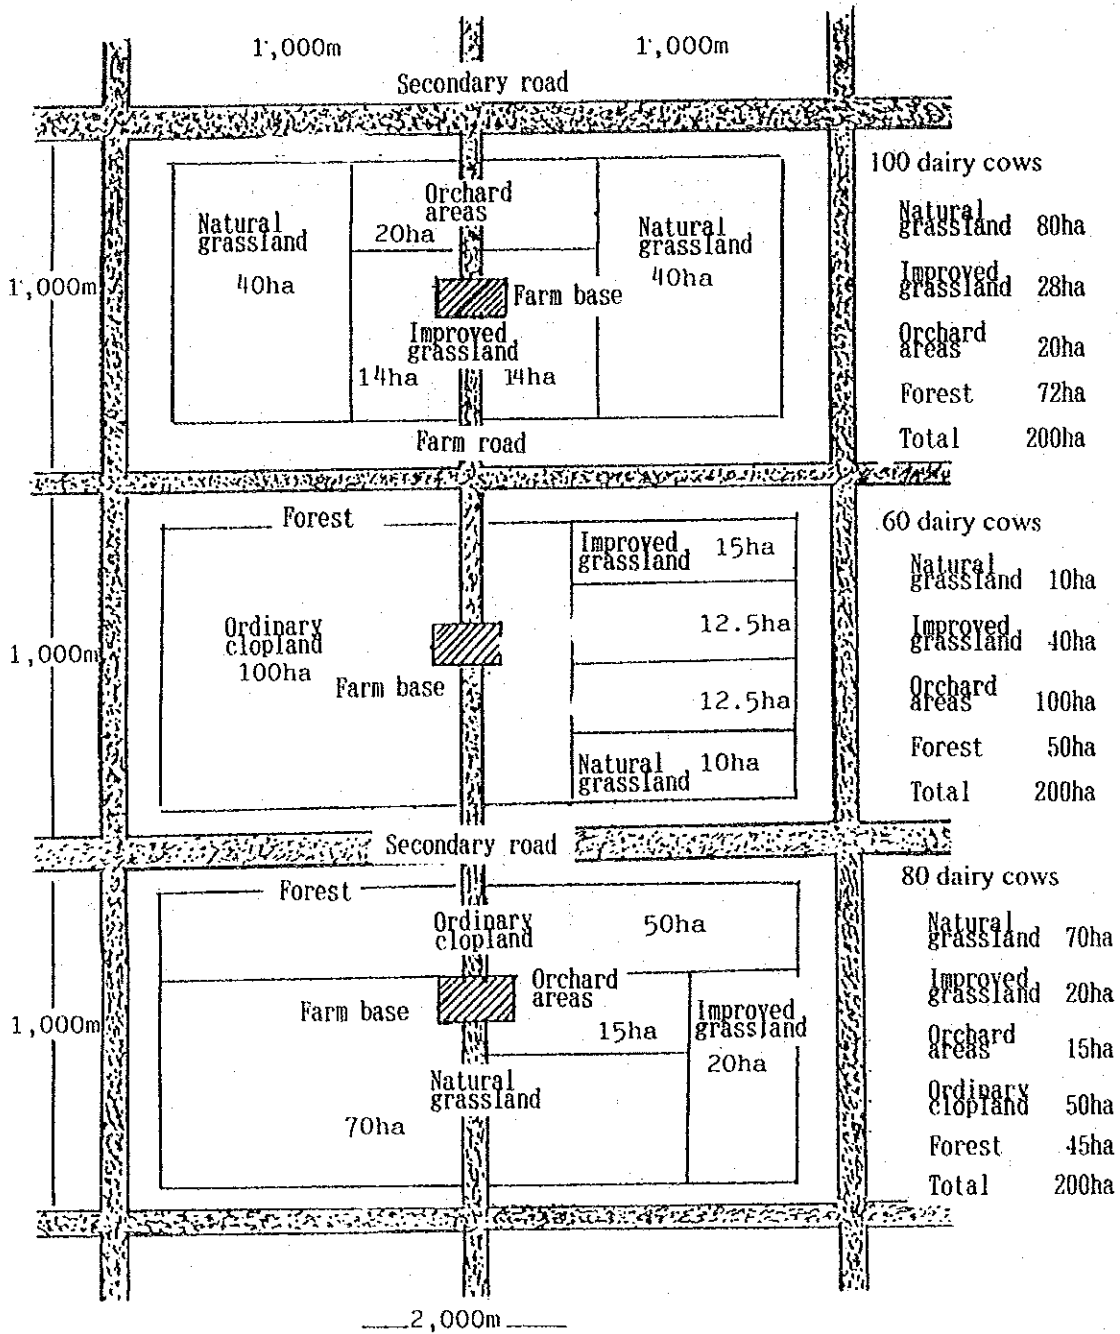 1,000m 1,000m
Secondary road
1,000m
Natural
grassland
40ha
Orchard
areas
20ha
Natural
grassland
40ha
Farm base
Improved
grassland
14ha 14ha
Farm road
100 dairy cows
Natural
grassland 80ha
Improved
grassland 28ha
Orchard
areas 20ha
Forest 72ha
Total 200ha
1,000m
Forest
Ordinary
clopland
100ha
Farm base
Improved
grassland 15ha
12.5ha
12.5ha
Natural
grassland 10ha
60 dairy cows
Natural
grassland 10ha
Improved
grassland 40ha
Orchard
areas 100ha
Forest 50ha
Total 200ha
Secondary road
1,000m
Forest
Ordinary
clopland 50ha
Farm base
Orchard
areas
15ha
Improved
grassland
20ha
Natural
grassland
70ha
80 dairy cows
Natural
grassland 70ha
Improved
grassland 20ha
Orchard
areas 15ha
Ordinary
clopland 50ha
Forest 45ha
Total 200ha
2,000m